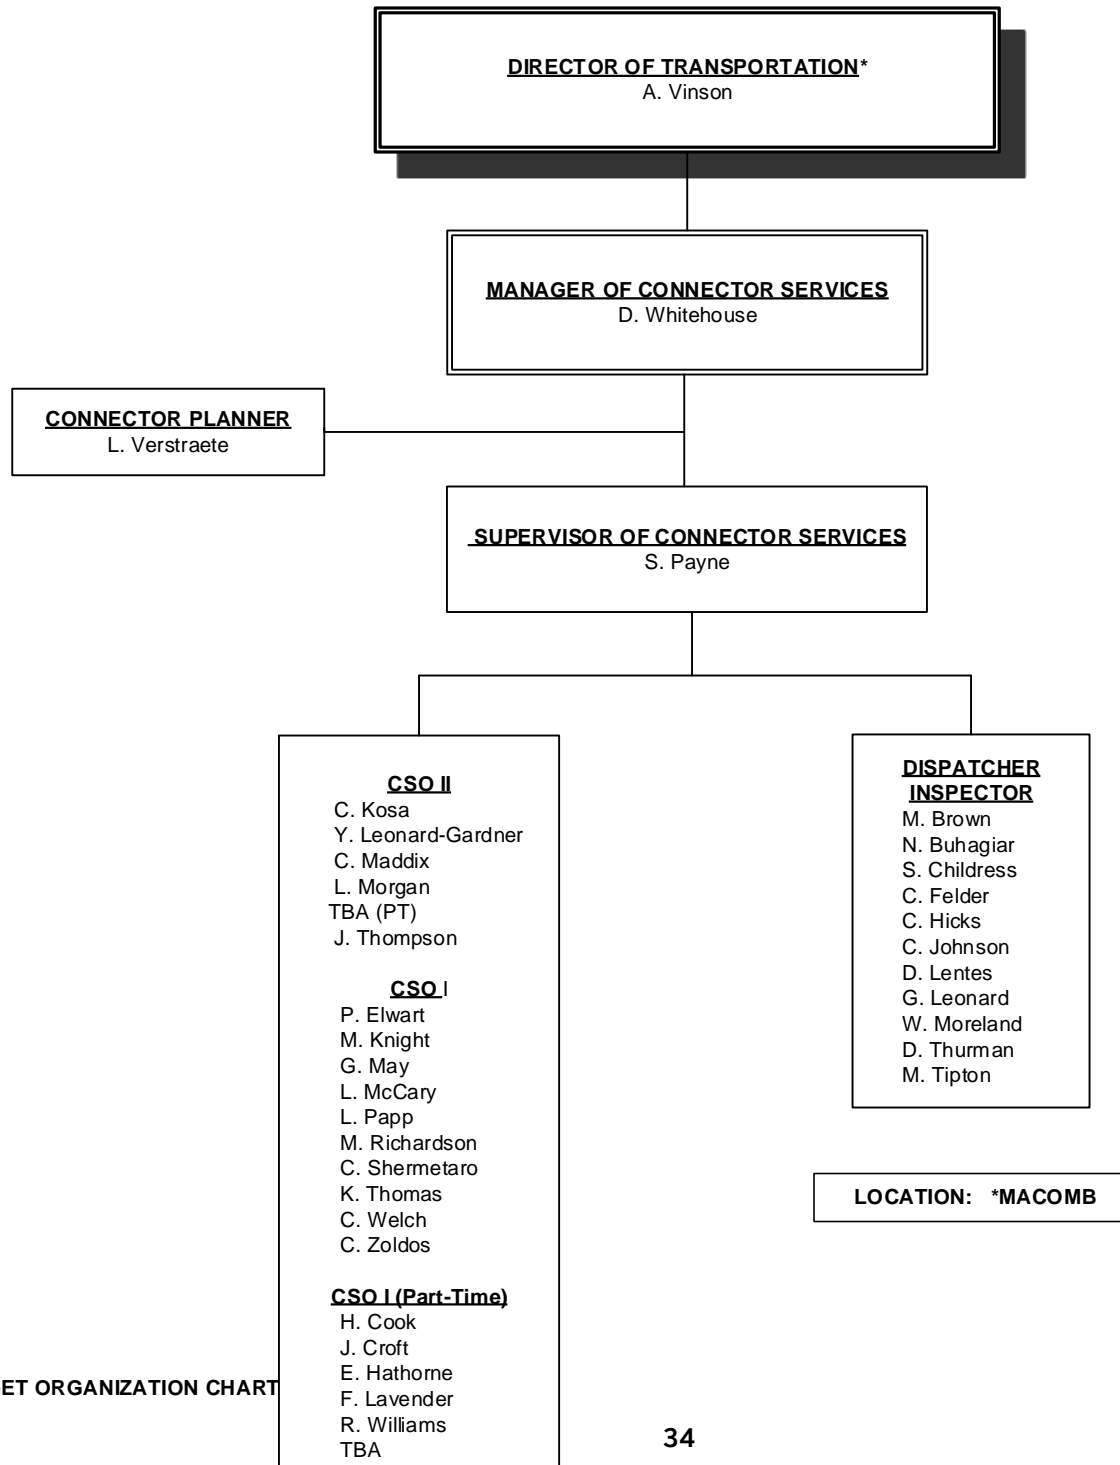 DIRECTOR OF TRANSPORTATION*
A. Vinson
MANAGER OF CONNECTOR SERVICES
D. Whitehouse
CONNECTOR PLANNER
L. Verstraete
SUPERVISOR OF CONNECTOR SERVICES
S. Payne
CSO II
C. Kosa
Y. Leonard-Gardner
C. Maddix
L. Morgan
TBA (PT)
J. Thompson
CSO I
P. Elwart
M. Knight
G. May
L. McCary
L. Papp
M. Richardson
C. Shermetaro
K. Thomas
C. Welch
C. Zoldos
CSO I (Part-Time)
H. Cook
J. Croft
E. Hathorne
F. Lavender
R. Williams
TBA
DISPATCHER
INSPECTOR
M. Brown
N. Buhagiar
S. Childress
C. Felder
C. Hicks
C. Johnson
D. Lentes
G. Leonard
W. Moreland
D. Thurman
M. Tipton
LOCATION: *MACOMB
ET ORGANIZATION CHART
34